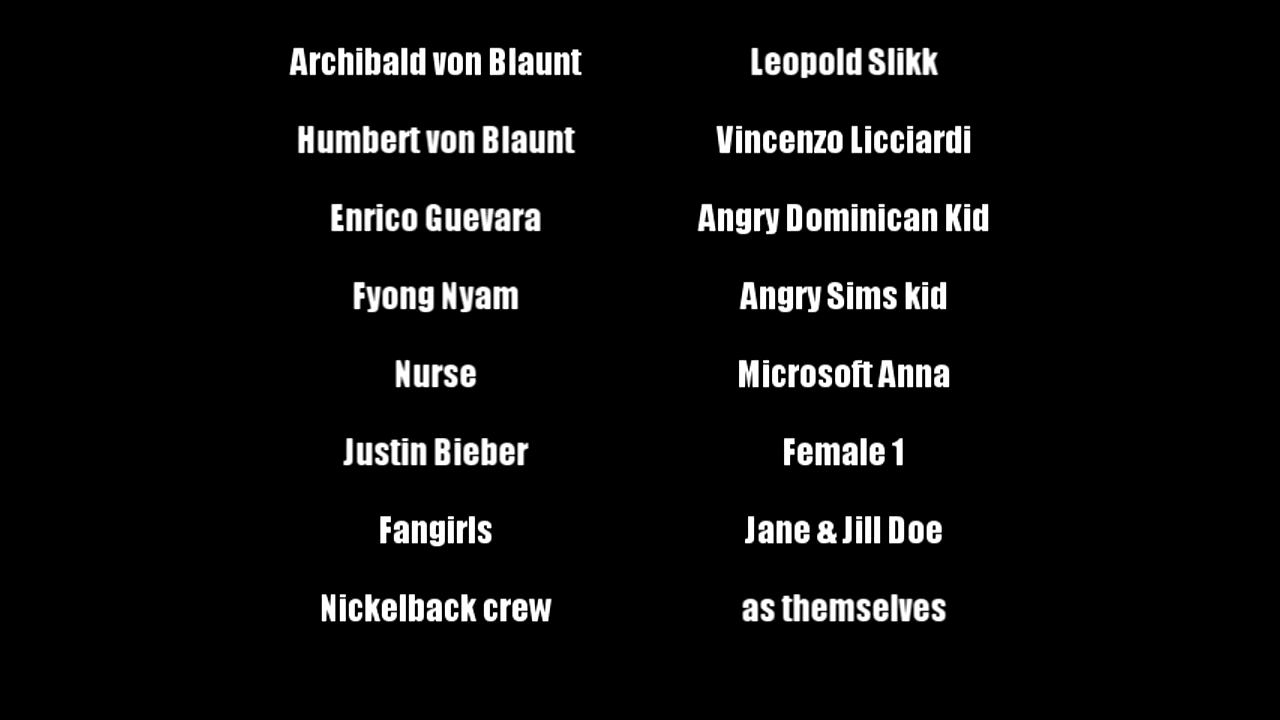 Archibald von Blaunt Leopold Slikk
Humbert von Blaunt Vincenzo Licciardi
Enrico Guevara Angry Dominican Kid
Fyong Nyam Angry Sims kid
Nurse Microsoft Anna
Justin Bieber Female 1
Fangirls Jane & Jill Doe
Nickelback crew as themselves